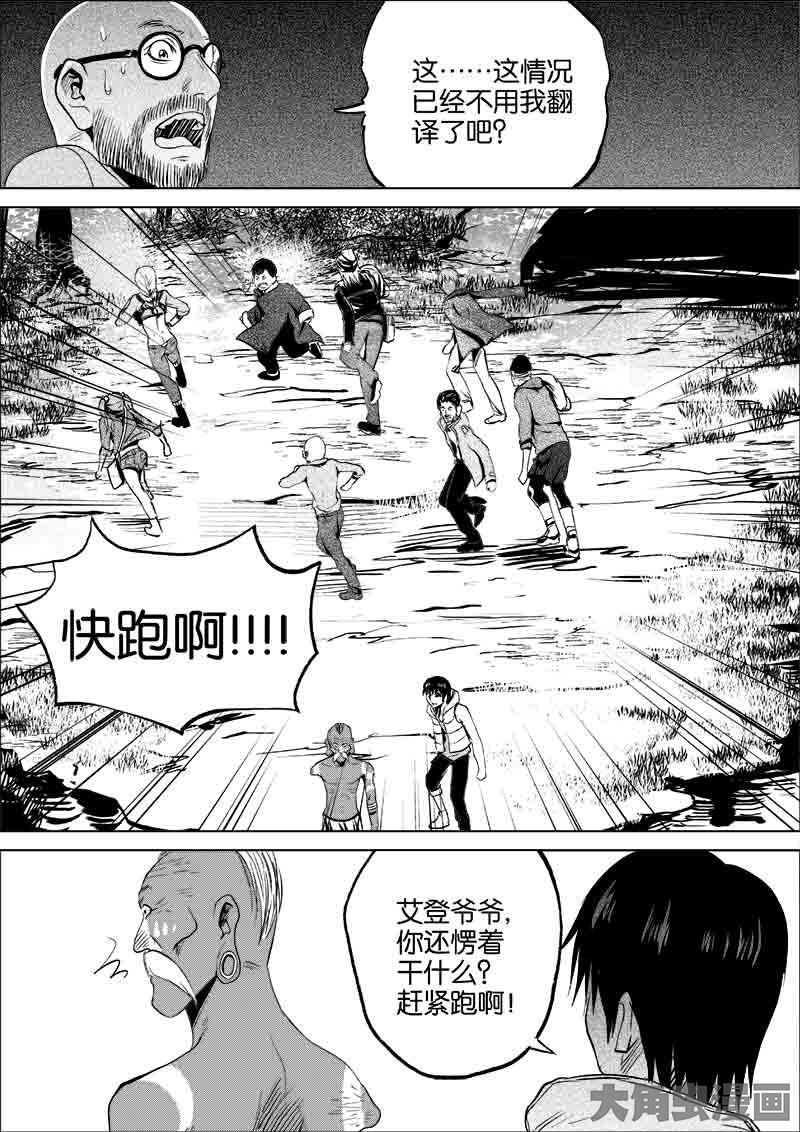 这……这情况
已经不用我翻
译了吧？
快跑啊！！！！
艾登爷爷，
你还愣着
干什么？
赶紧跑啊！
大角虫漫画